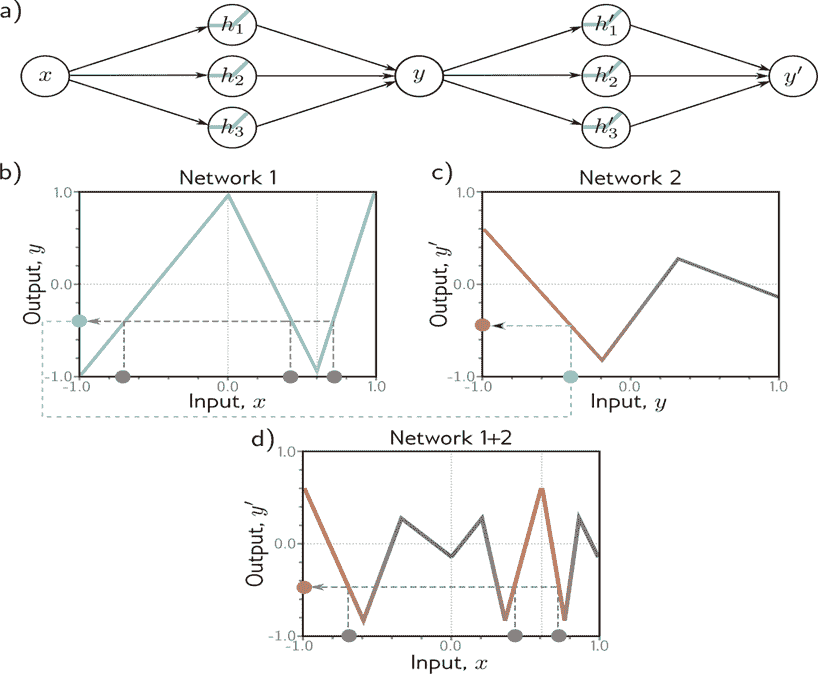 a)
x h₁ h₂ h₃ y h′₁ h′₂ h′₃ y′
b) Network 1
1.0
0.0
-1.0
Output, y
-1.0 0.0 1.0
Input, x
c) Network 2
1.0
0.0
-1.0
Output, y′
-1.0 0.0 1.0
Input, y
d) Network 1+2
1.0
0.0
-1.0
Output, y′
-1.0 0.0 1.0
Input, x